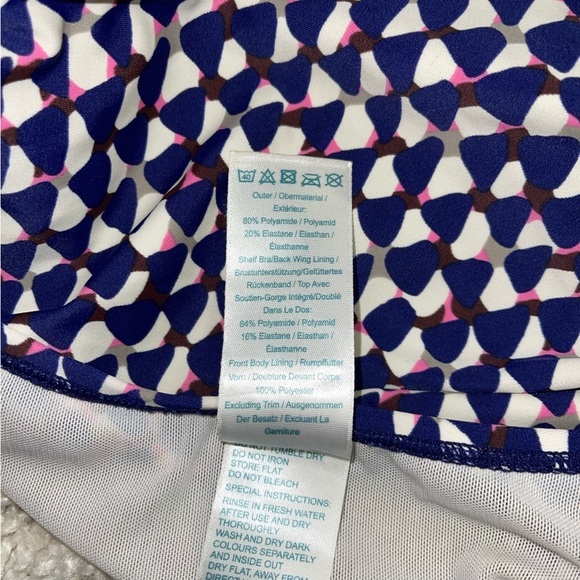 40
Outer / Obermaterial /
Extérieur:
80% Polyamide / Polyamid
20% Elastane / Elasthan /
Élasthanne
Shelf Bra/Back Wing Lining /
Brustunterstützung/Gefüttertes
Rückenband / Top Avec
Soutien-Gorge Intégré/Doublé
Dans Le Dos:
84% Polyamide / Polyamid
16% Elastane / Elasthan /
Élasthanne
Front Body Lining / Rumpffutter
Vorn / Doublure Devant Corps:
100% Polyester
Excluding Trim / Ausgenommen
Der Besatz / Excluant La
Garniture
DO NOT TUMBLE DRY
DO NOT IRON
STORE FLAT
DO NOT BLEACH
SPECIAL INSTRUCTIONS:
RINSE IN FRESH WATER
AFTER USE AND DRY
THOROUGHLY
WASH AND DRY DARK
COLOURS SEPARATELY
AND INSIDE OUT
DRY FLAT, AWAY FROM